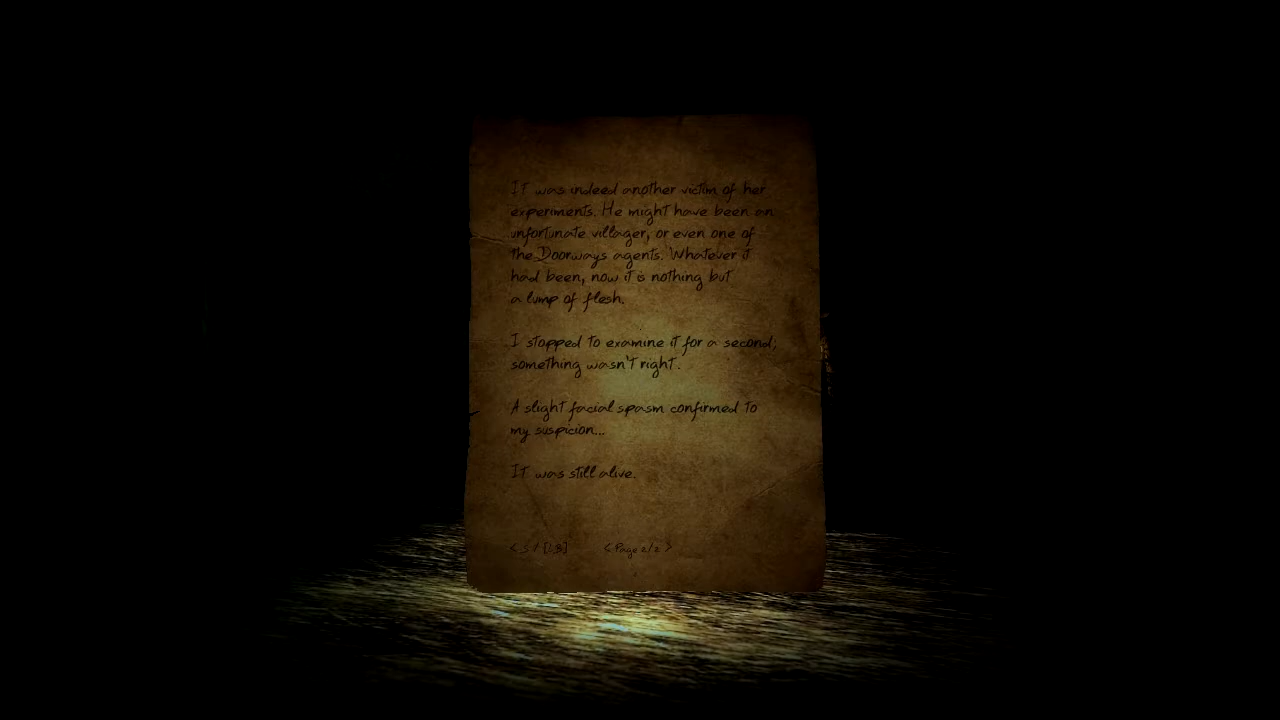 It was indeed another victim of her
experiments. He might have been an
unfortunate villager, or even one of
the Doorways agents. Whatever it
had been, now it is nothing but
a lump of flesh.
I stopped to examine it for a second;
something wasn't right.
A slight facial spasm confirmed to
my suspicion...
It was still alive.
<Page 2/2>